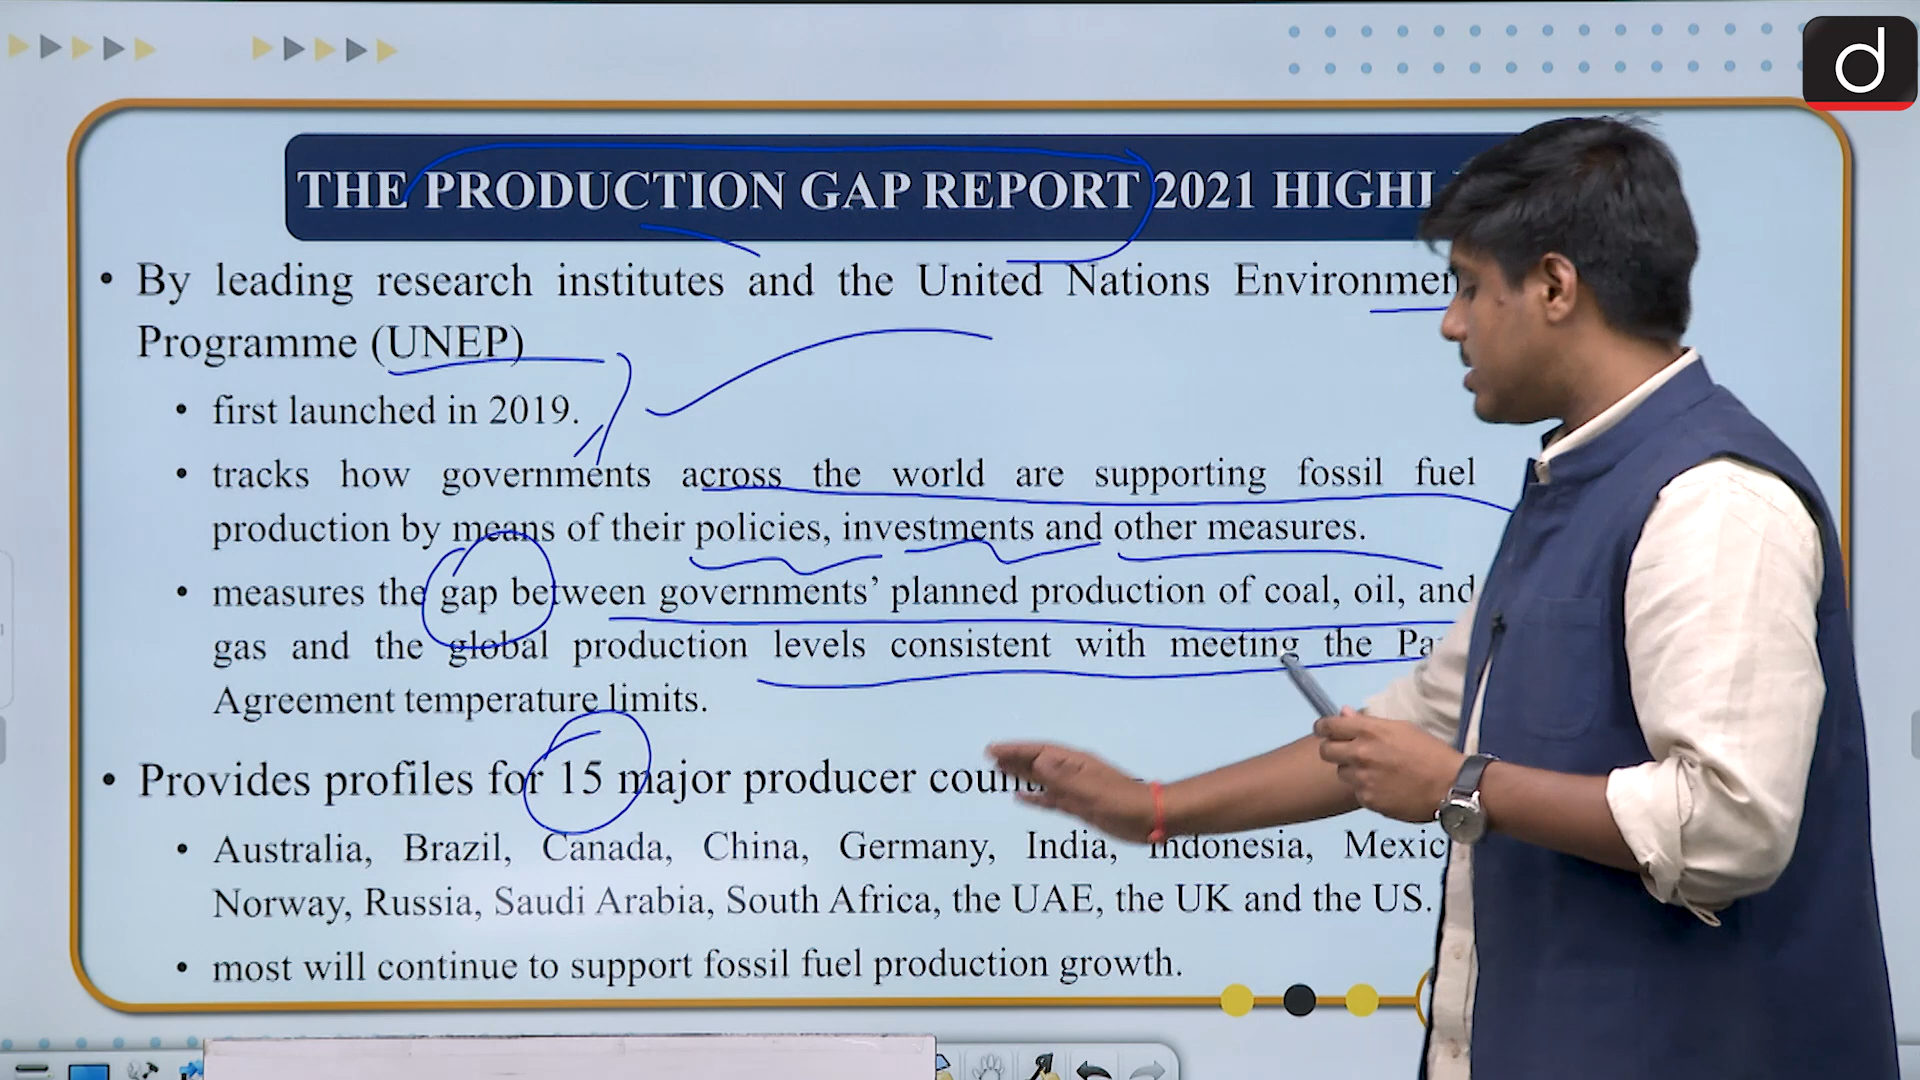 d
THE PRODUCTION GAP REPORT 2021 HIGHL
• By leading research institutes and the United Nations Environmen
Programme (UNEP)
• first launched in 2019.
• tracks how governments across the world are supporting fossil fuel
production by means of their policies, investments and other measures.
• measures the gap between governments’ planned production of coal, oil, and
gas and the global production levels consistent with meeting the
Agreement temperature limits.
• Provides profiles for 15 major producer
• Australia, Brazil, Canada, China, Germany, India, Indonesia, Mexic
Norway, Russia, Saudi Arabia, South Africa, the UAE, the UK and the US.
• most will continue to support fossil fuel production growth.